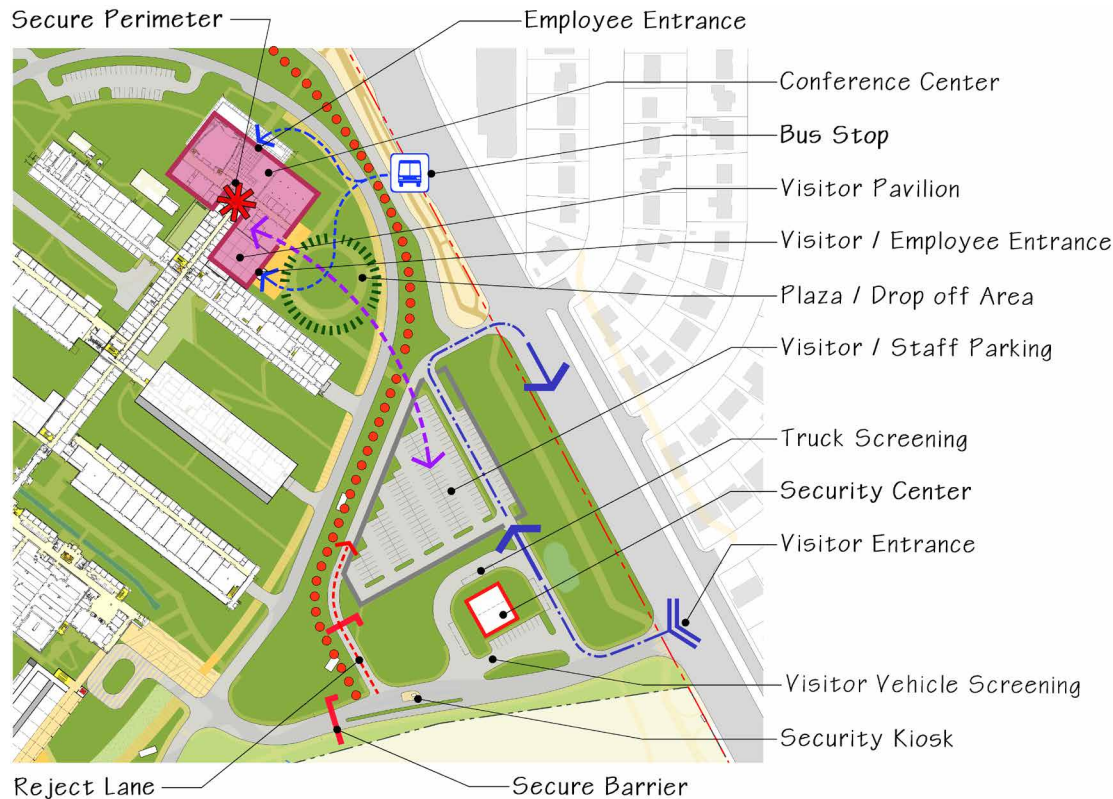 Secure Perimeter
Employee Entrance
Conference Center
Bus Stop
Visitor Pavilion
Visitor / Employee Entrance
Plaza / Drop off Area
Visitor / Staff Parking
Truck Screening
Security Center
Visitor Entrance
Visitor Vehicle Screening
Security Kiosk
Reject Lane
Secure Barrier